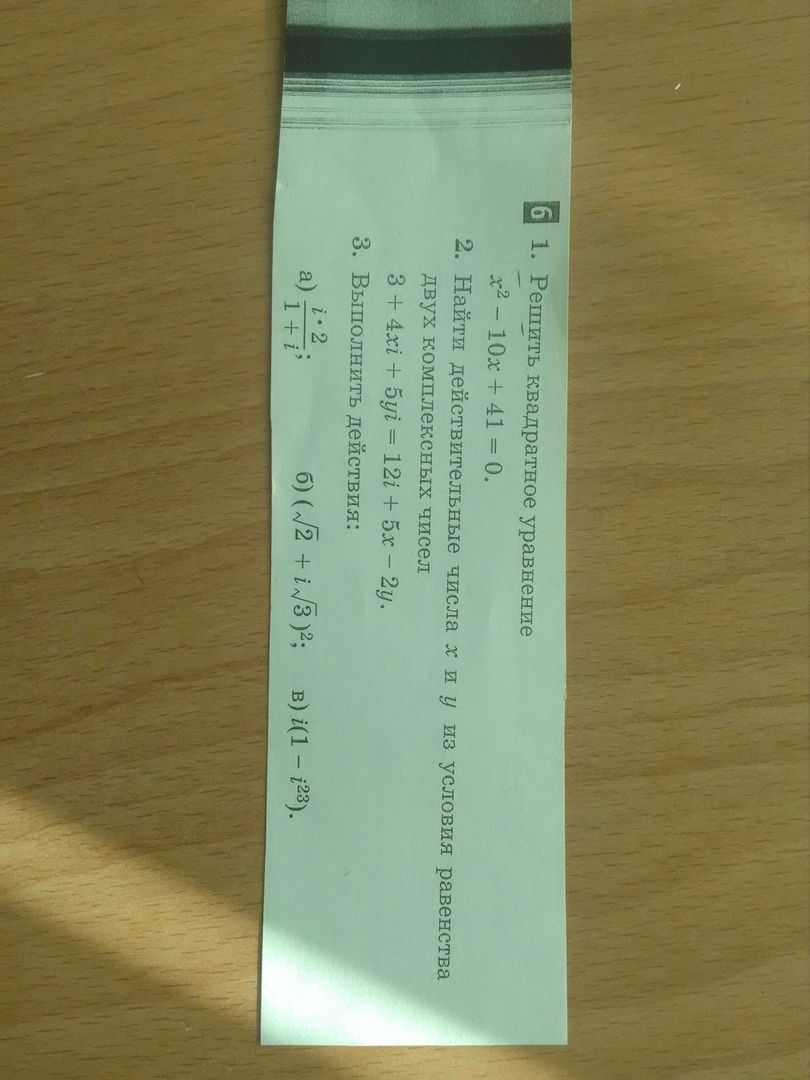 6 1. Решить квадратное уравнение
x² − 10x + 41 = 0.
2. Найти действительные числа x и y из условия равенства
двух комплексных чисел
3 + 4xi + 5yi = 12i + 5x − 2y.
3. Выполнить действия:
а) i · 2 / 1 + i; б) (√2 + i√3)²; в) i(1 − i²³).